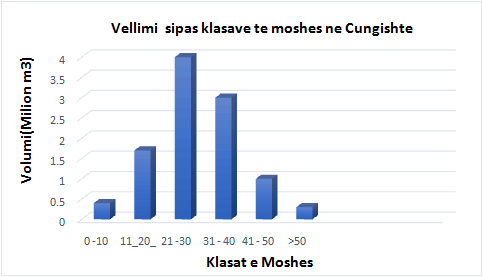 Vellimi sipas klasave te moshes ne Cungishte
Volumi(Milion m3)
4
3.5
3
2.5
2
1.5
1
0.5
0
0 -10 11_20_ 21 -30 31 - 40 41 - 50 >50
Klasat e Moshes